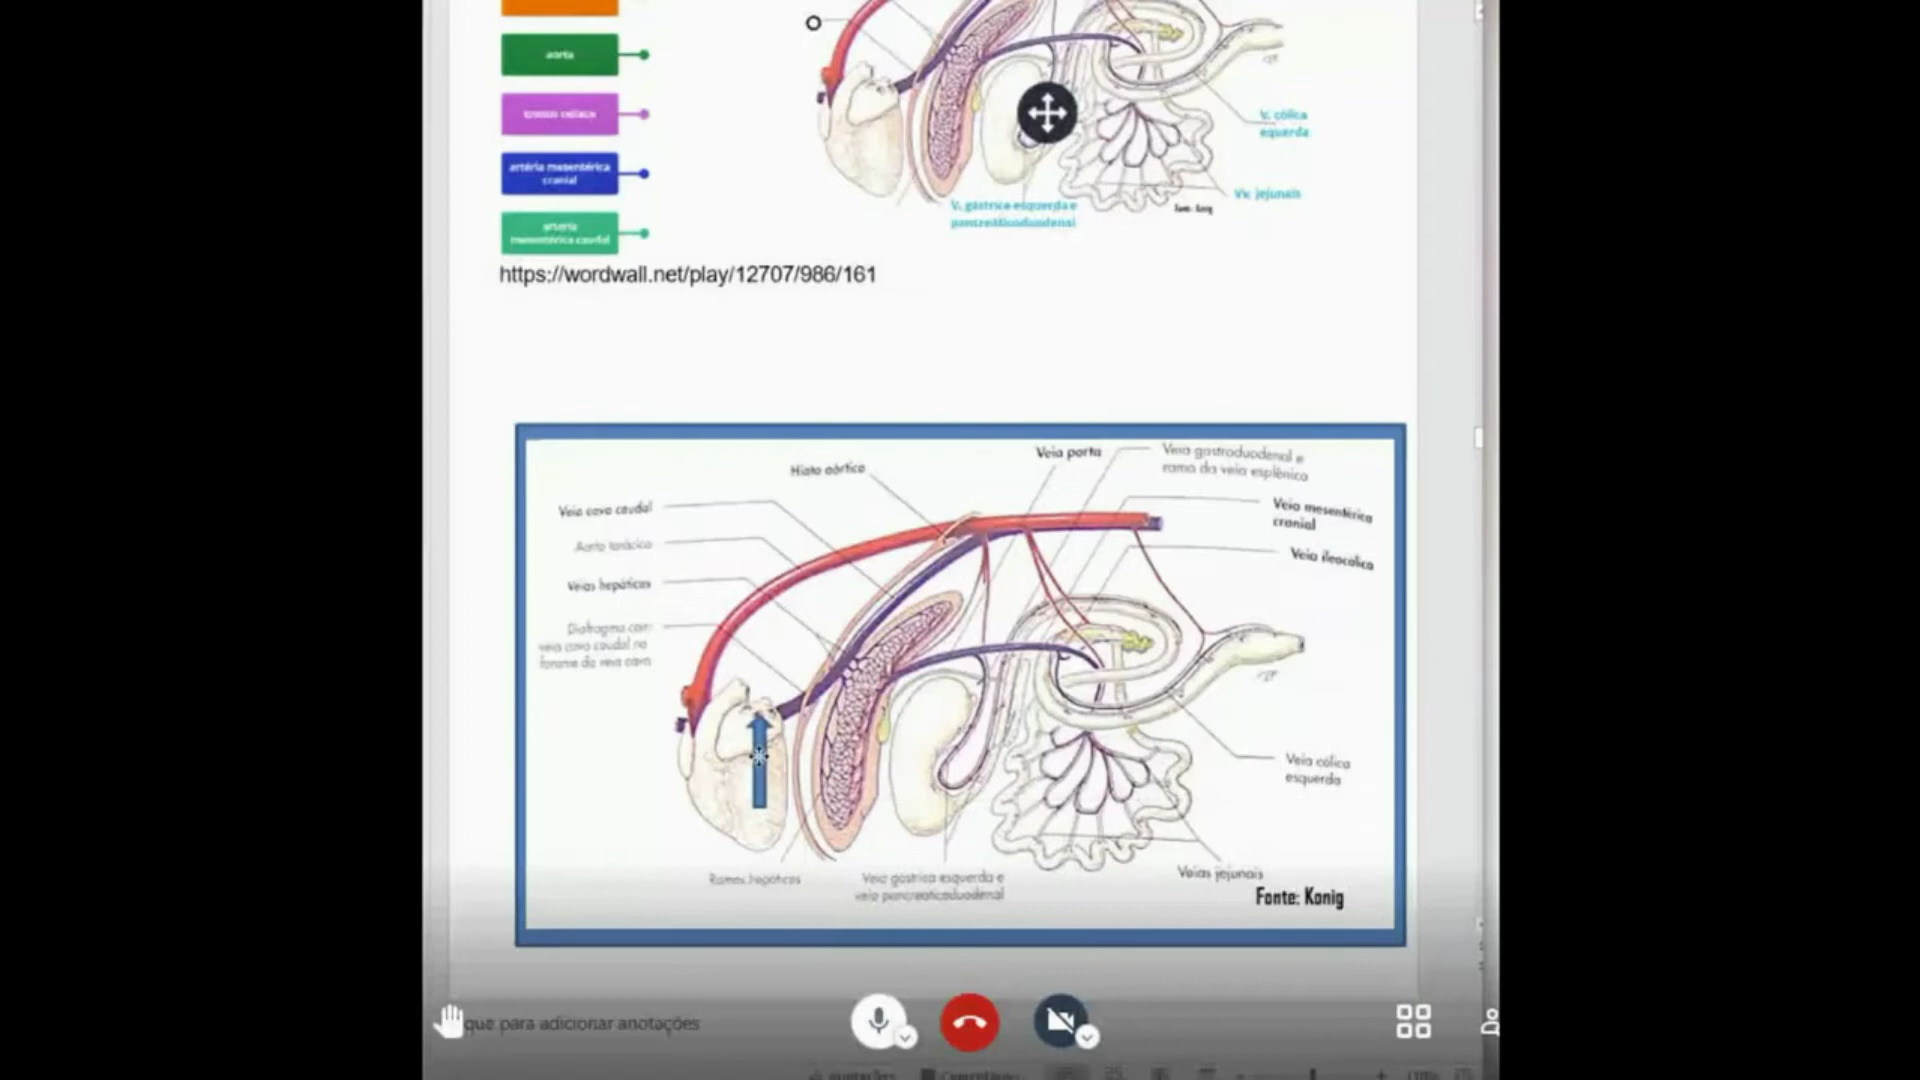 aorta
tronco celíaco
artéria mesentérica
cranial
artéria
mesentérica caudal
V. cólica
equerda
Vv. jejunais
V. gástrica esquerda e
pancreáticoduodenal
https://wordwall.net/play/12707/986/161
Hiato aórtico
Veia porta
Veia gastroduodenal e
ramo da veia esplênica
Veia cava caudal
Veia mesentérica
cranial
Aorta torácica
Veia ileocólica
Veias hepáticas
Diafragma com
veia cava caudal no
forame da veia cava
Veia cólica
esquerda
Ramos hepáticos
Veia gástrica esquerda e
veia pancreaticoduodenal
Veias jejunais
Fonte: Konig
que para adicionar anotações